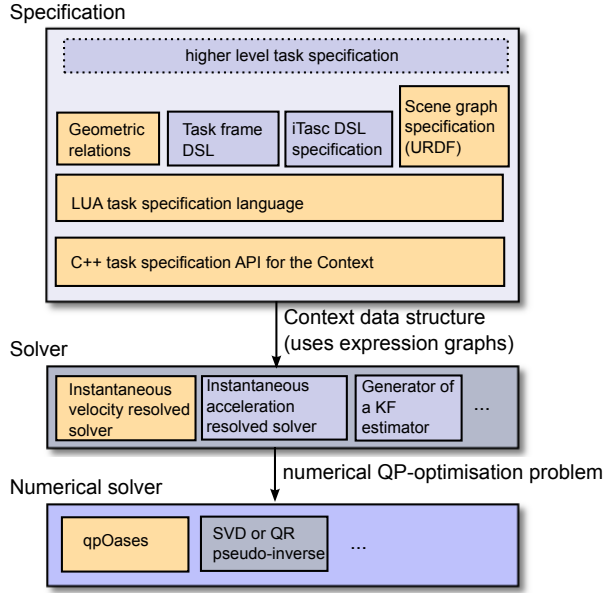 Specification
higher level task specification
Geometric
relations
Task frame
DSL
iTasc DSL
specification
Scene graph
specification
(URDF)
LUA task specification language
C++ task specification API for the Context
Context data structure
(uses expression graphs)
Solver
Instantaneous
velocity resolved
solver
Instantaneous
acceleration
resolved solver
Generator of
a KF
estimator
...
numerical QP-optimisation problem
Numerical solver
qpOases
SVD or QR
pseudo-inverse
...